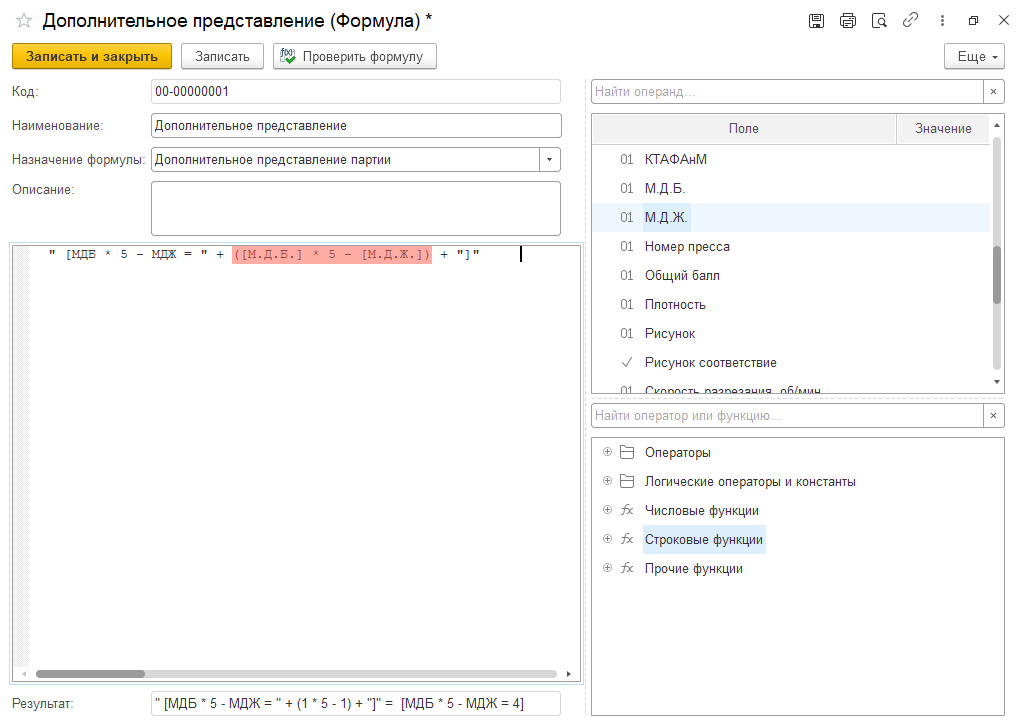 Дополнительное представление (Формула) *
Записать и закрыть
Записать
Проверить формулу
Еще
Код:
00-00000001
Наименование:
Дополнительное представление
Назначение формулы:
Дополнительное представление партии
Описание:
" [МДБ * 5 - МДЖ = " + ([М.Д.Б.] * 5 - [М.Д.Ж.]) + "]"
Результат:
" [МДБ * 5 - МДЖ = " + (1 * 5 - 1) + "]" =  [МДБ * 5 - МДЖ = 4]
Найти операнд...
Поле
Значение
01 КТАФАнМ
01 М.Д.Б.
01 М.Д.Ж.
01 Номер пресса
01 Общий балл
01 Плотность
01 Рисунок
Рисунок соответствие
01 Скорость разрезания, об/мин
Найти оператор или функцию...
Операторы
Логические операторы и константы
fx Числовые функции
fx Строковые функции
fx Прочие функции